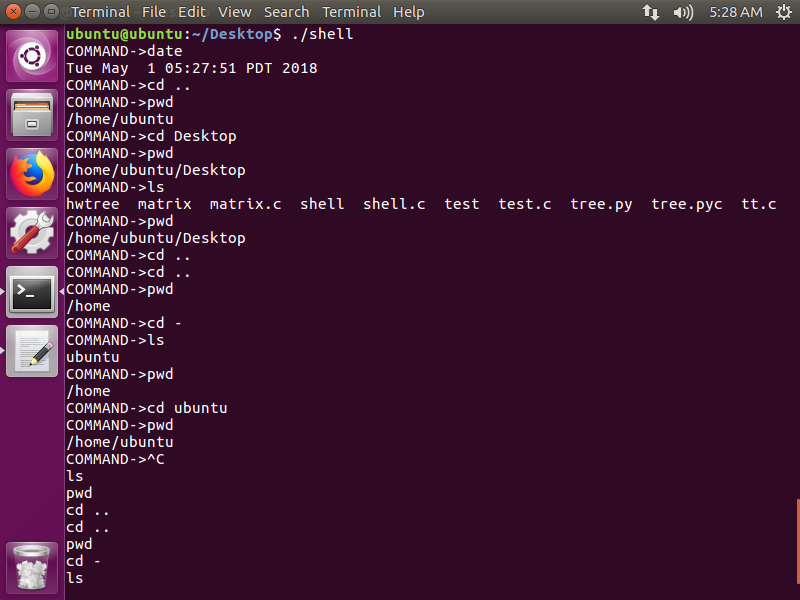 Terminal File Edit View Search Terminal Help 5:28 AM
ubuntu@ubuntu:~/Desktop$ ./shell
COMMAND->date
Tue May  1 05:27:51 PDT 2018
COMMAND->cd ..
COMMAND->pwd
/home/ubuntu
COMMAND->cd Desktop
COMMAND->pwd
/home/ubuntu/Desktop
COMMAND->ls
hwtree  matrix  matrix.c  shell  shell.c  test  test.c  tree.py  tree.pyc  tt.c
COMMAND->pwd
/home/ubuntu/Desktop
COMMAND->cd ..
COMMAND->cd ..
COMMAND->pwd
/home
COMMAND->cd -
COMMAND->ls
ubuntu
COMMAND->pwd
/home
COMMAND->cd ubuntu
COMMAND->pwd
/home/ubuntu
COMMAND->^C
ls
pwd
cd ..
cd ..
pwd
cd -
ls